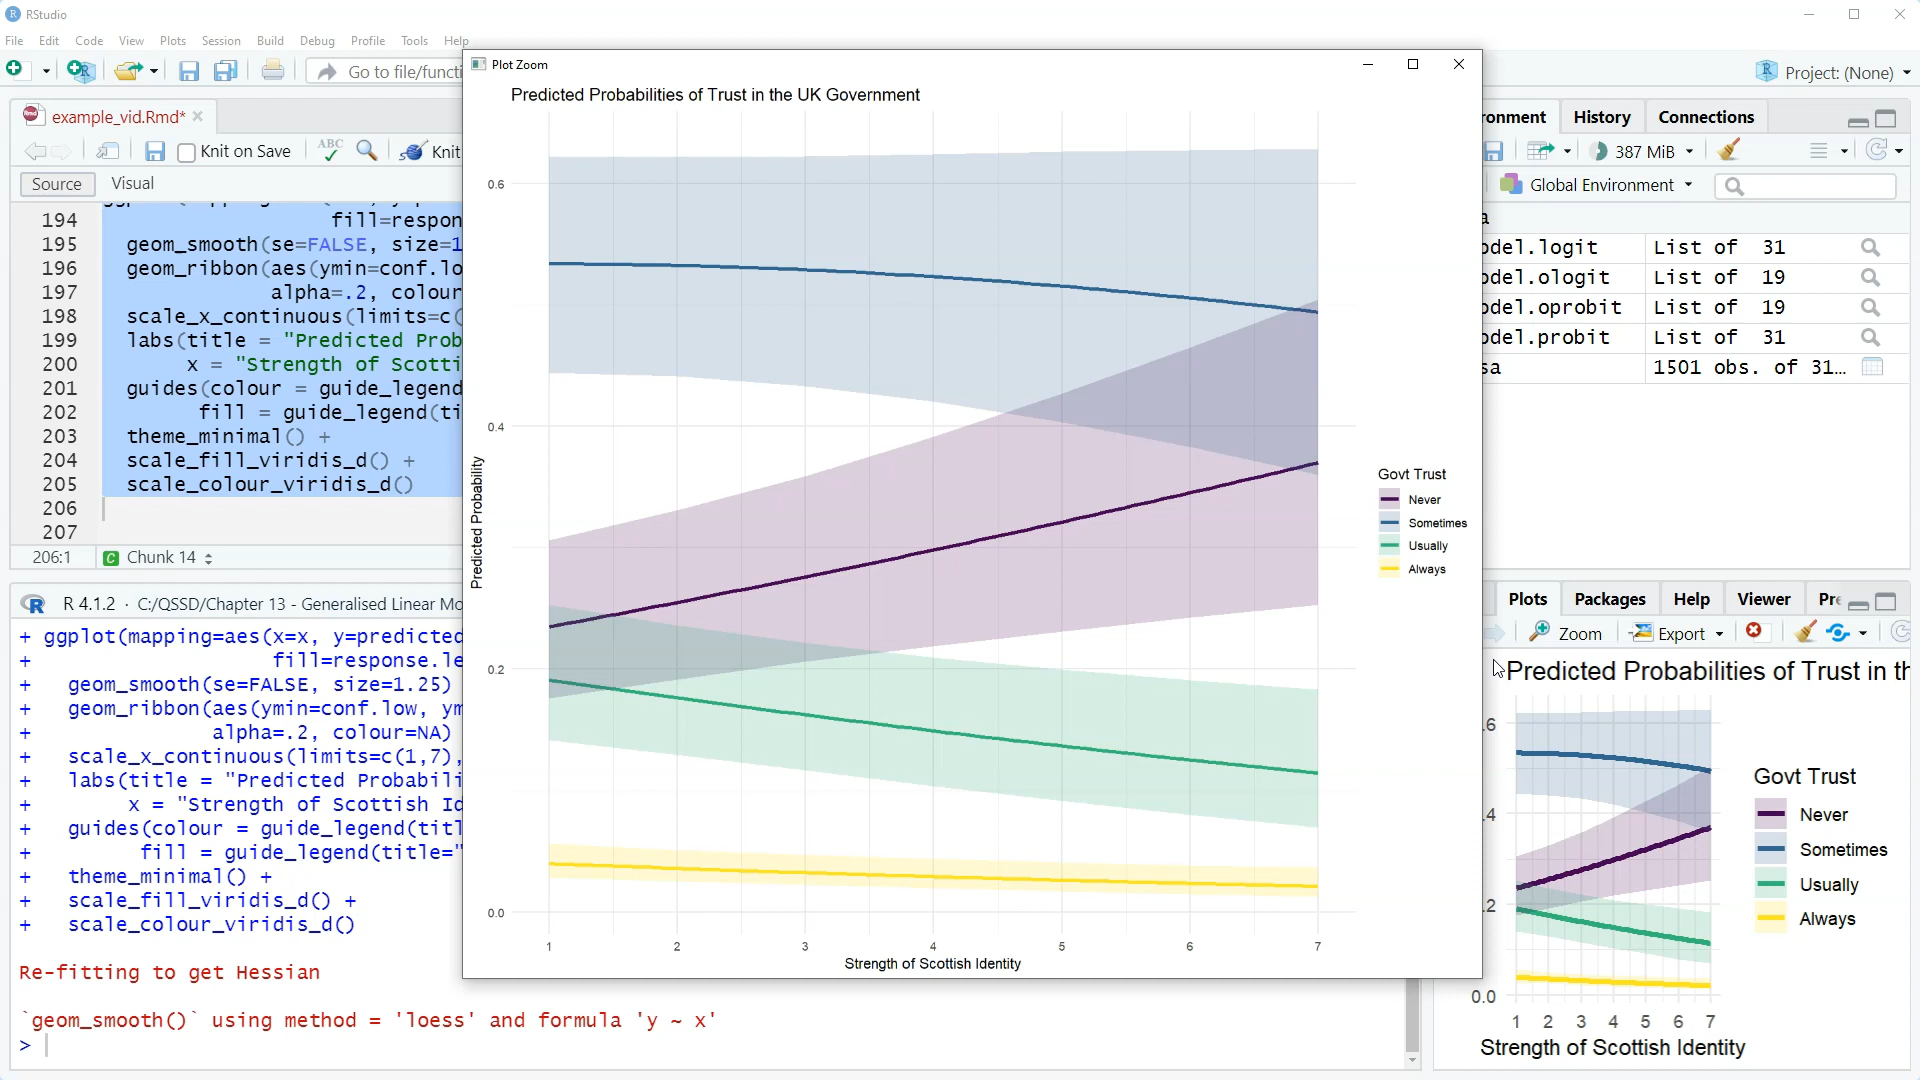 RStudio
File Edit Code View Plots Session Build Debug Profile Tools Help
Go to file/functi
Project: (None)
example_vid.Rmd*
Knit on Save
ABC
Knit
Source Visual
194 fill=respon
195 geom_smooth(se=FALSE, size=1
196 geom_ribbon(aes(ymin=conf.lo
197 alpha=.2, colour
198 scale_x_continuous(limits=c(
199 labs(title = "Predicted Prob
200 x = "Strength of Scotti
201 guides(colour = guide_legend
202 fill = guide_legend(ti
203 theme_minimal() +
204 scale_fill_viridis_d() +
205 scale_colour_viridis_d()
206
207
206:1 C Chunk 14
R 4.1.2 · C:/QSSD/Chapter 13 - Generalised Linear Mo
+ ggplot(mapping=aes(x=x, y=predicted
+ fill=response.le
+ geom_smooth(se=FALSE, size=1.25)
+ geom_ribbon(aes(ymin=conf.low, ym
+ alpha=.2, colour=NA)
+ scale_x_continuous(limits=c(1,7),
+ labs(title = "Predicted Probabili
+ x = "Strength of Scottish Id
+ guides(colour = guide_legend(titl
+ fill = guide_legend(title="
+ theme_minimal() +
+ scale_fill_viridis_d() +
+ scale_colour_viridis_d()
Re-fitting to get Hessian
`geom_smooth()` using method = 'loess' and formula 'y ~ x'
>
Plot Zoom
Predicted Probabilities of Trust in the UK Government
0.6
0.4
0.2
0.0
Predicted Probability
1 2 3 4 5 6 7
Strength of Scottish Identity
Govt Trust
Never
Sometimes
Usually
Always
ronment History Connections
387 MiB
Global Environment
a
odel.logit List of 31
odel.ologit List of 19
odel.oprobit List of 19
odel.probit List of 31
sa 1501 obs. of 31…
Plots Packages Help Viewer Pre
Zoom Export
Predicted Probabilities of Trust in th
.6
.4
.2
0.0
1 2 3 4 5 6 7
Strength of Scottish Identity
Govt Trust
Never
Sometimes
Usually
Always